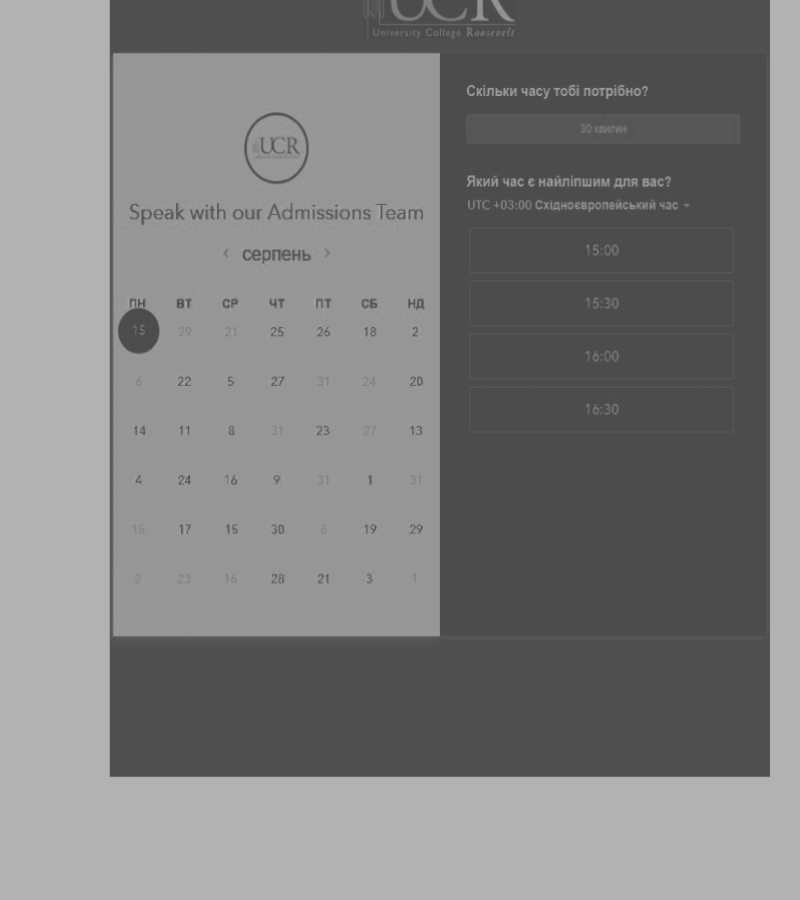 UCR
University College Roosevelt
UCR
Speak with our Admissions Team
серпень
ПН ВТ СР ЧТ ПТ СБ НД
15 29 21 25 26 18 2
6 22 5 27 31 24 20
14 11 8 31 23 27 13
4 24 16 9 31 1 31
15 17 15 30 6 19 29
2 23 16 28 21 3 1
Скільки часу тобі потрібно?
30 хвилин
Який час є найліпшим для вас?
UTC +03:00 Східноєвропейський час
15:00
15:30
16:00
16:30